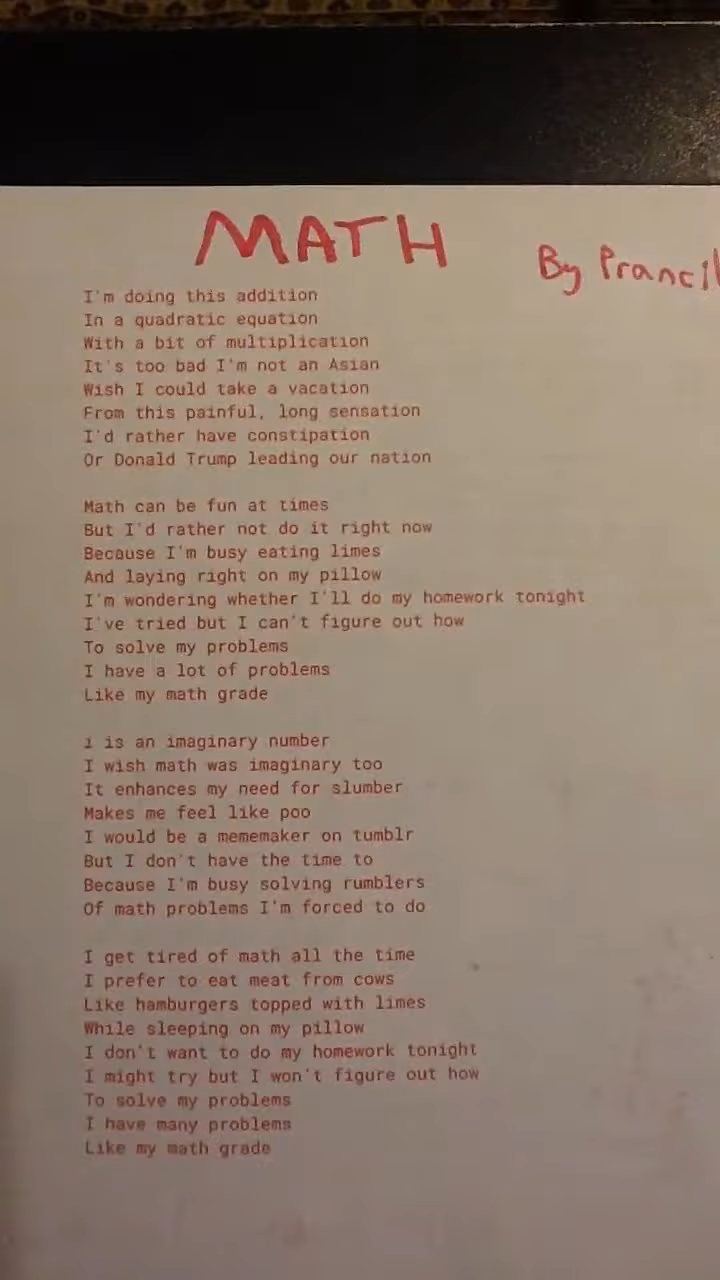 MATH
By
I'm doing this addition
In a quadratic equation
With a bit of multiplication
It's too bad I'm not an Asian
Wish I could take a vacation
From this painful, long sensation
I'd rather have constipation
Or Donald Trump leading our nation
Math can be fun at times
But I'd rather not do it right now
Because I'm busy eating limes
And laying right on my pillow
I'm wondering whether I'll do my homework tonight
I've tried but I can't figure out how
To solve my problems
I have a lot of problems
Like my math grade
i is an imaginary number
I wish math was imaginary too
It enhances my need for slumber
Makes me feel like poo
I would be a mememaker on tumblr
But I don't have the time to
Because I'm busy solving rumblers
Of math problems I'm forced to do
I get tired of math all the time
I prefer to eat meat from cows
Like hamburgers topped with limes
While sleeping on my pillow
I don't want to do my homework tonight
I might try but I won't figure out how
To solve my problems
I have many problems
Like my math grade